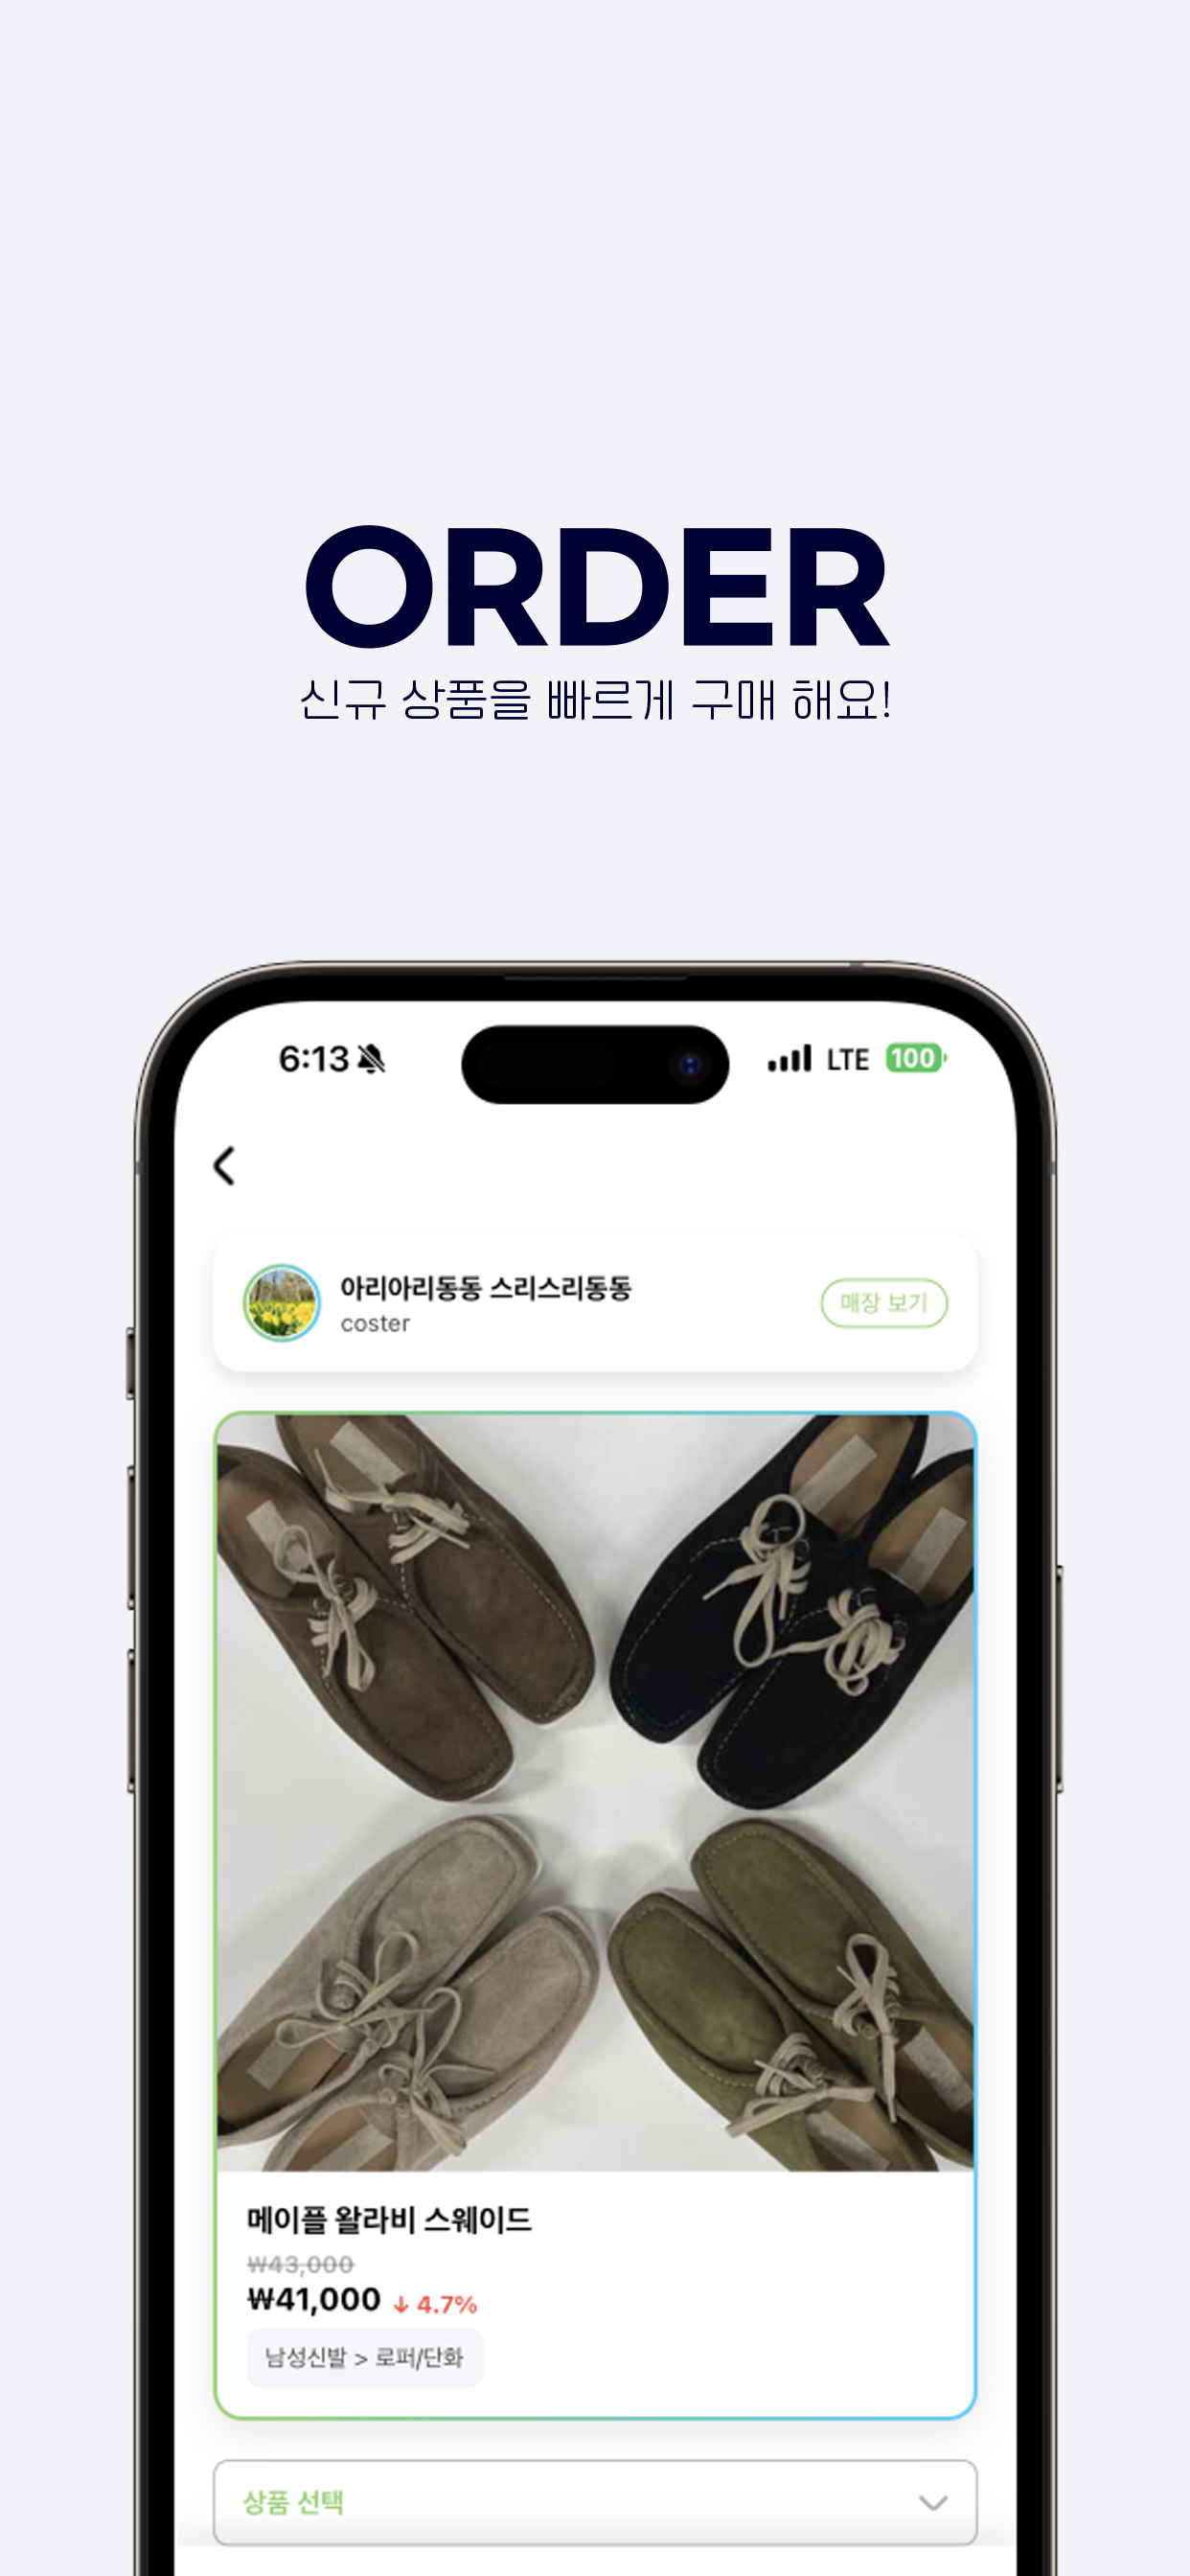 ORDER
신규 상품을 빠르게 구매 해요!
6:13
LTE
100
아리아리동동 스리스리동동
coster
매장 보기
메이플 왈라비 스웨이드
₩43,000
₩41,000 ↓ 4.7%
남성신발 > 로퍼/단화
상품 선택